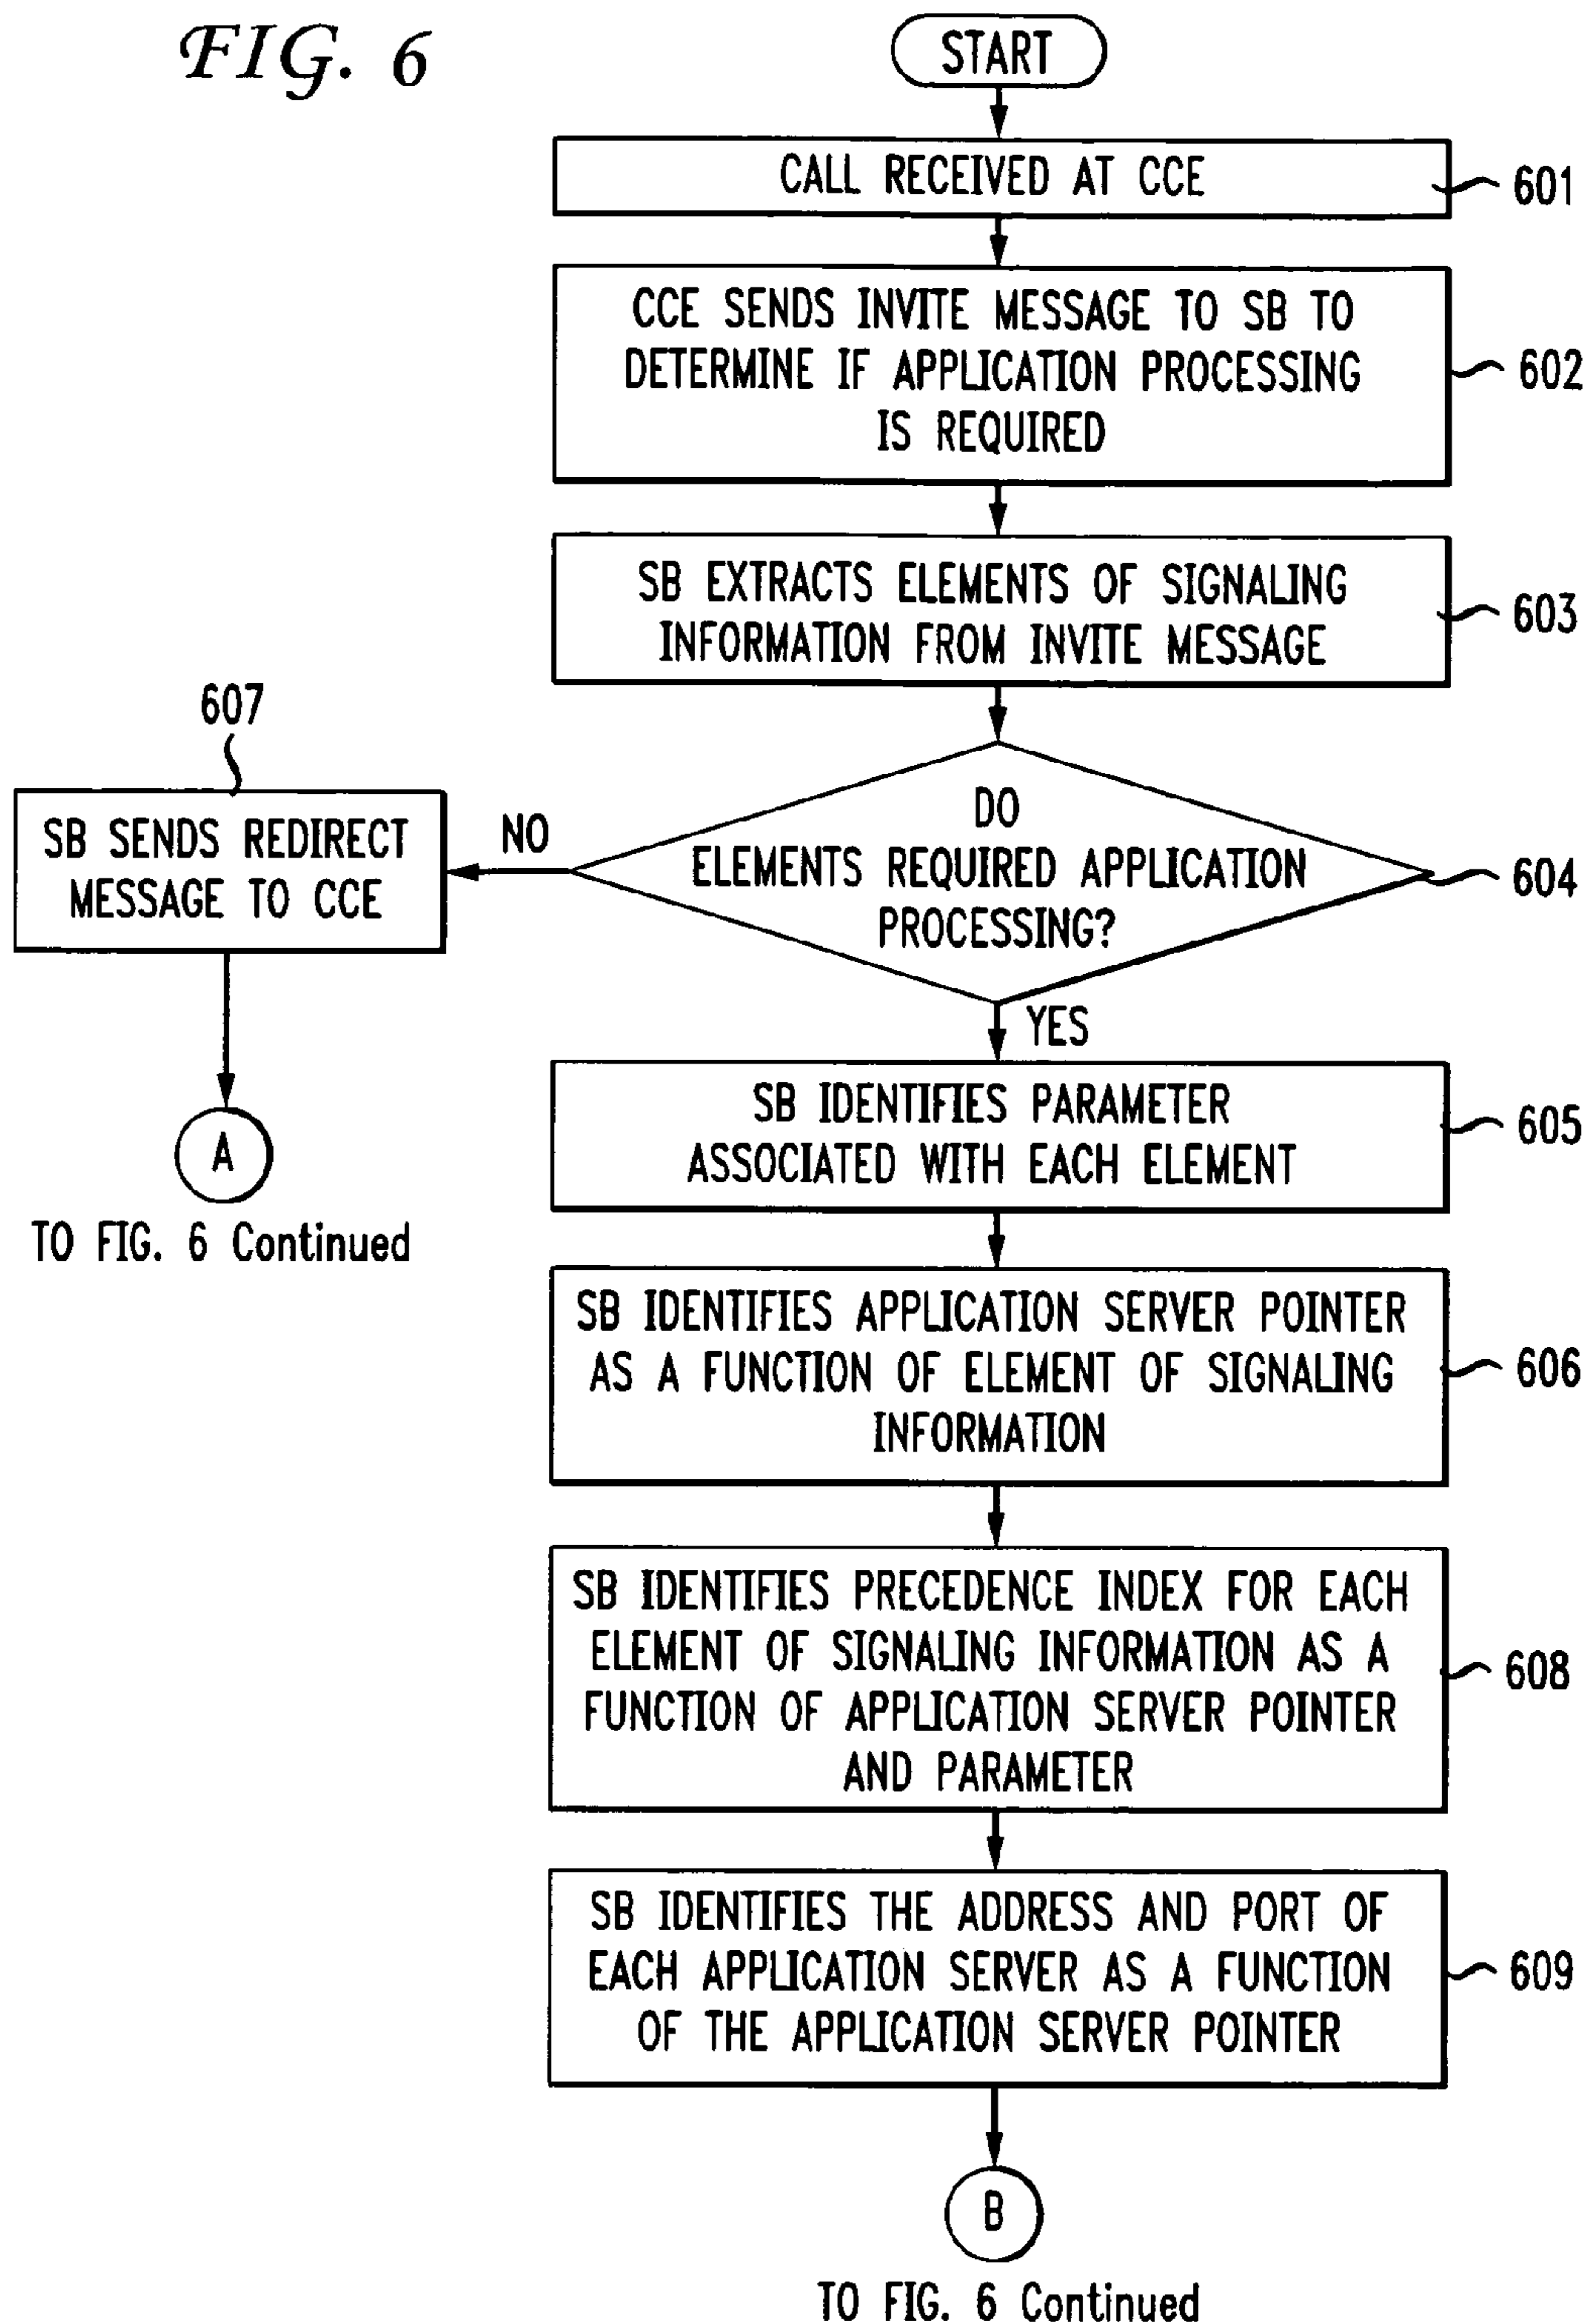 FIG. 6
START
CALL RECEIVED AT CCE
601
CCE SENDS INVITE MESSAGE TO SB TO
DETERMINE IF APPLICATION PROCESSING
IS REQUIRED
602
SB EXTRACTS ELEMENTS OF SIGNALING
INFORMATION FROM INVITE MESSAGE
603
DO
ELEMENTS REQUIRED APPLICATION
PROCESSING?
604
NO
607
SB SENDS REDIRECT
MESSAGE TO CCE
A
TO FIG. 6 Continued
YES
SB IDENTIFIES PARAMETER
ASSOCIATED WITH EACH ELEMENT
605
SB IDENTIFIES APPLICATION SERVER POINTER
AS A FUNCTION OF ELEMENT OF SIGNALING
INFORMATION
606
SB IDENTIFIES PRECEDENCE INDEX FOR EACH
ELEMENT OF SIGNALING INFORMATION AS A
FUNCTION OF APPLICATION SERVER POINTER
AND PARAMETER
608
SB IDENTIFIES THE ADDRESS AND PORT OF
EACH APPLICATION SERVER AS A FUNCTION
OF THE APPLICATION SERVER POINTER
609
B
TO FIG. 6 Continued